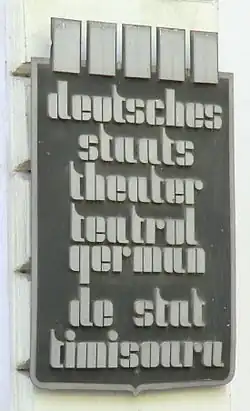 deutsches
staats
theater
teatrul
german
de stat
timisoara